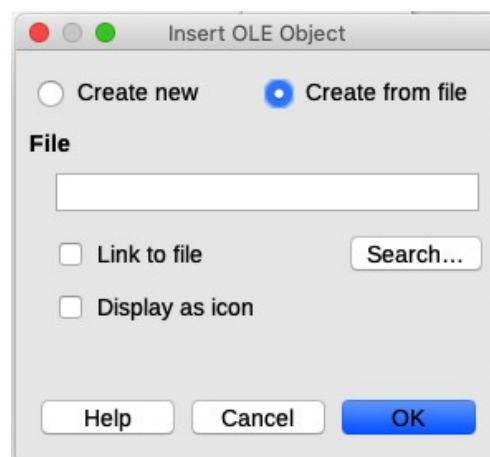 Insert OLE Object
Create new Create from file
File
Link to file Search...
Display as icon
Help Cancel OK